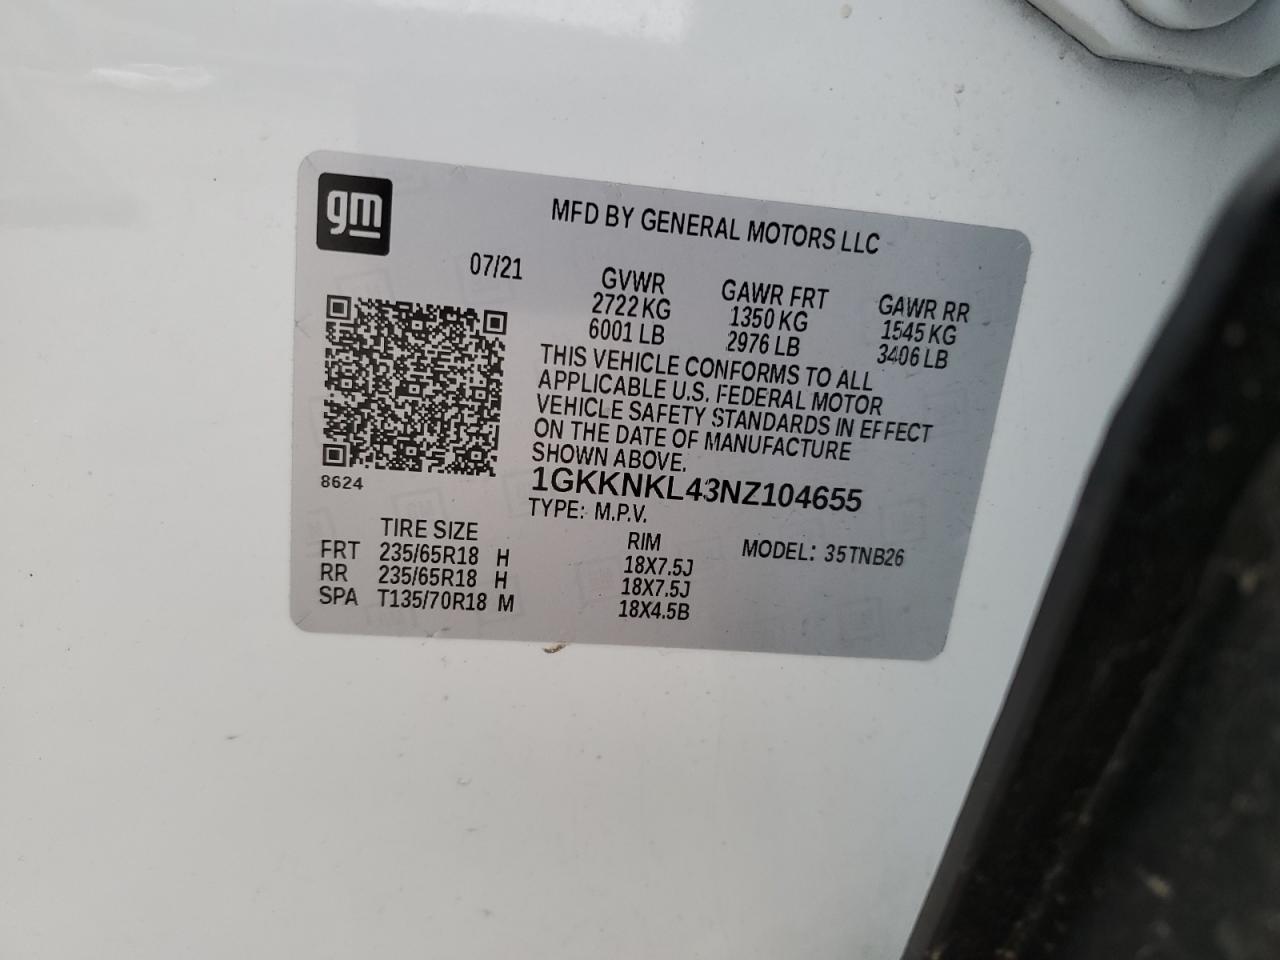 gm
MFD BY GENERAL MOTORS LLC
07/21 GVWR GAWR FRT GAWR RR
2722 KG 1350 KG 1545 KG
6001 LB 2976 LB 3406 LB
THIS VEHICLE CONFORMS TO ALL
APPLICABLE U.S. FEDERAL MOTOR
VEHICLE SAFETY STANDARDS IN EFFECT
ON THE DATE OF MANUFACTURE
SHOWN ABOVE.
8624
1GKKNKL43NZ104655
TYPE: M.P.V.
TIRE SIZE RIM MODEL: 35TNB26
FRT 235/65R18 H 18X7.5J
RR 235/65R18 H 18X7.5J
SPA T135/70R18 M 18X4.5B